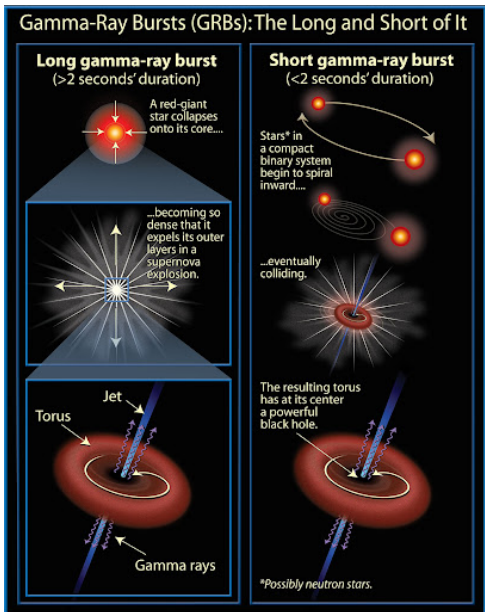 Gamma-Ray Bursts (GRBs): The Long and Short of It
Long gamma-ray burst
(>2 seconds' duration)
A red-giant
star collapses
onto its core....
...becoming so
dense that it
expels its outer
layers in a
supernova
explosion.
Jet
Torus
Gamma rays
Short gamma-ray burst
(<2 seconds' duration)
Stars* in
a compact
binary system
begin to spiral
inward....
...eventually
colliding.
The resulting torus
has at its center
a powerful
black hole.
*Possibly neutron stars.